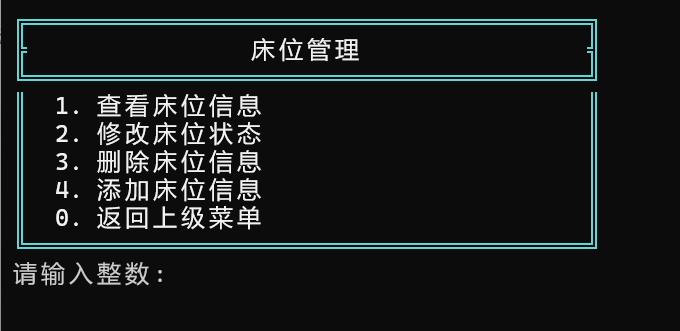 床位管理
1. 查看床位信息
2. 修改床位状态
3. 删除床位信息
4. 添加床位信息
0. 返回上级菜单
请输入整数: